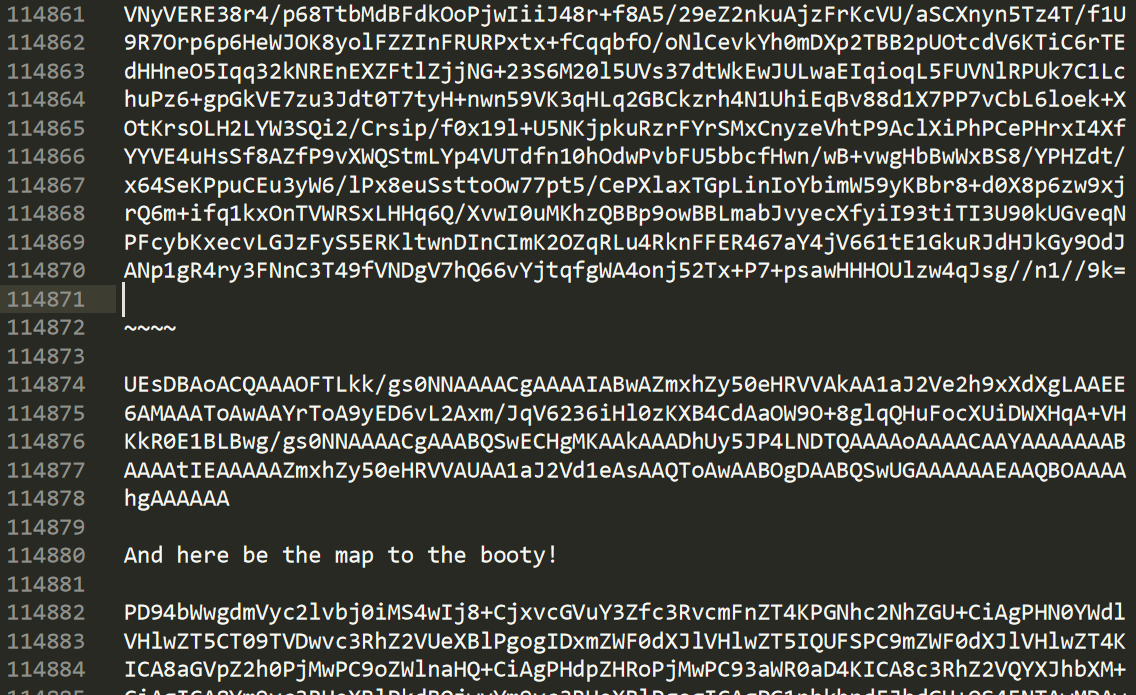 114861 VNyVERE38r4/p68TtbMdBFdkOoPjwIiiJ48r+f8A5/29eZ2nkuAjzFrKcVU/aSCXnyn5Tz4T/f1U
114862 9R7Orp6p6HeWJOK8yolFZZInFRURPxtx+fCqqbfO/oNlCevkYh0mDXp2TBB2pUOtcdV6KTiC6rTE
114863 dHHneO5Iqq32kNREnEXZFtlZjjNG+23S6M20l5UVs37dtWkEwJULwaEIqioqL5FUVNlRPUk7C1Lc
114864 huPz6+gpGkVE7zu3Jdt0T7tyH+nwn59VK3qHLq2GBCkzrh4N1UhiEqBv88d1X7PP7vCbL6loek+X
114865 OtKrsOLH2LYW3SQi2/Crsip/f0x19l+U5NKjpkuRzrFYrSMxCnyzeVhtP9AclXiPhPCePHrxI4Xf
114866 YYVE4uHsSf8AZfP9vXWQStmLYp4VUTdfn10hOdwPvbFU5bbcfHwn/wB+vwgHbBwWxBS8/YPHZdt/
114867 x64SeKPpuCEu3yW6/lPx8euSsttoOw77pt5/CePXlaxTGpLinIoYbimW59yKBbr8+d0X8p6zw9xj
114868 rQ6m+ifq1kxOnTVWRSxLHHq6Q/XvwI0uMKhzQBBp9owBBLmabJvyecXfyiI93tiTI3U90kUGveqN
114869 PFcybKxecvLGJzFyS5ERKltwnDInCImK2OZqRLu4RknFFER467aY4jV661tE1GkuRJdHJkGy9OdJ
114870 ANp1gR4ry3FNnC3T49fVNDgV7hQ66vYjtqfgWA4onj52Tx+P7+psawHHHOUlzw4qJsg//n1//9k=
114871
114872 ~~~~
114873
114874 UEsDBAoACQAAAOFTLkk/gs0NNAAAACgAAAAIABwAZmxhZy50eHRVVAkAA1aJ2Ve2h9xXdXgLAAEE
114875 6AMAAAToAwAAYrToA9yED6vL2Axm/JqV6236iHl0zKXB4CdAaOW9O+8glqQHuFocXUiDWXHqA+VH
114876 KkR0E1BLBwg/gs0NNAAAACgAAABQSwECHgMKAAkAAADhUy5JP4LNDTQAAAAoAAAACAAYAAAAAAAB
114877 AAAAtIEAAAAAZmxhZy50eHRVVAUAA1aJ2Vd1eAsAAQToAwAABOgDAABQSwUGAAAAAAEAAQBOAAAA
114878 hgAAAAAA
114879
114880 And here be the map to the booty!
114881
114882 PD94bWwgdmVyc2lvbj0iMS4wIj8+CjxvcGVuY3Zfc3RvcmFnZT4KPGNhc2NhZGU+CiAgPHN0YWdl
114883 VHlwZT5CT09TVDwvc3RhZ2VUeXBlPgogIDxmZWF0dXJlVHlwZT5IQUFSPC9mZWF0dXJlVHlwZT4K
114884 ICA8aGVpZ2h0PjMwPC9oZWlnaHQ+CiAgPHdpZHRoPjMwPC93aWR0aD4KICA8c3RhZ2VQYXJhbXM+